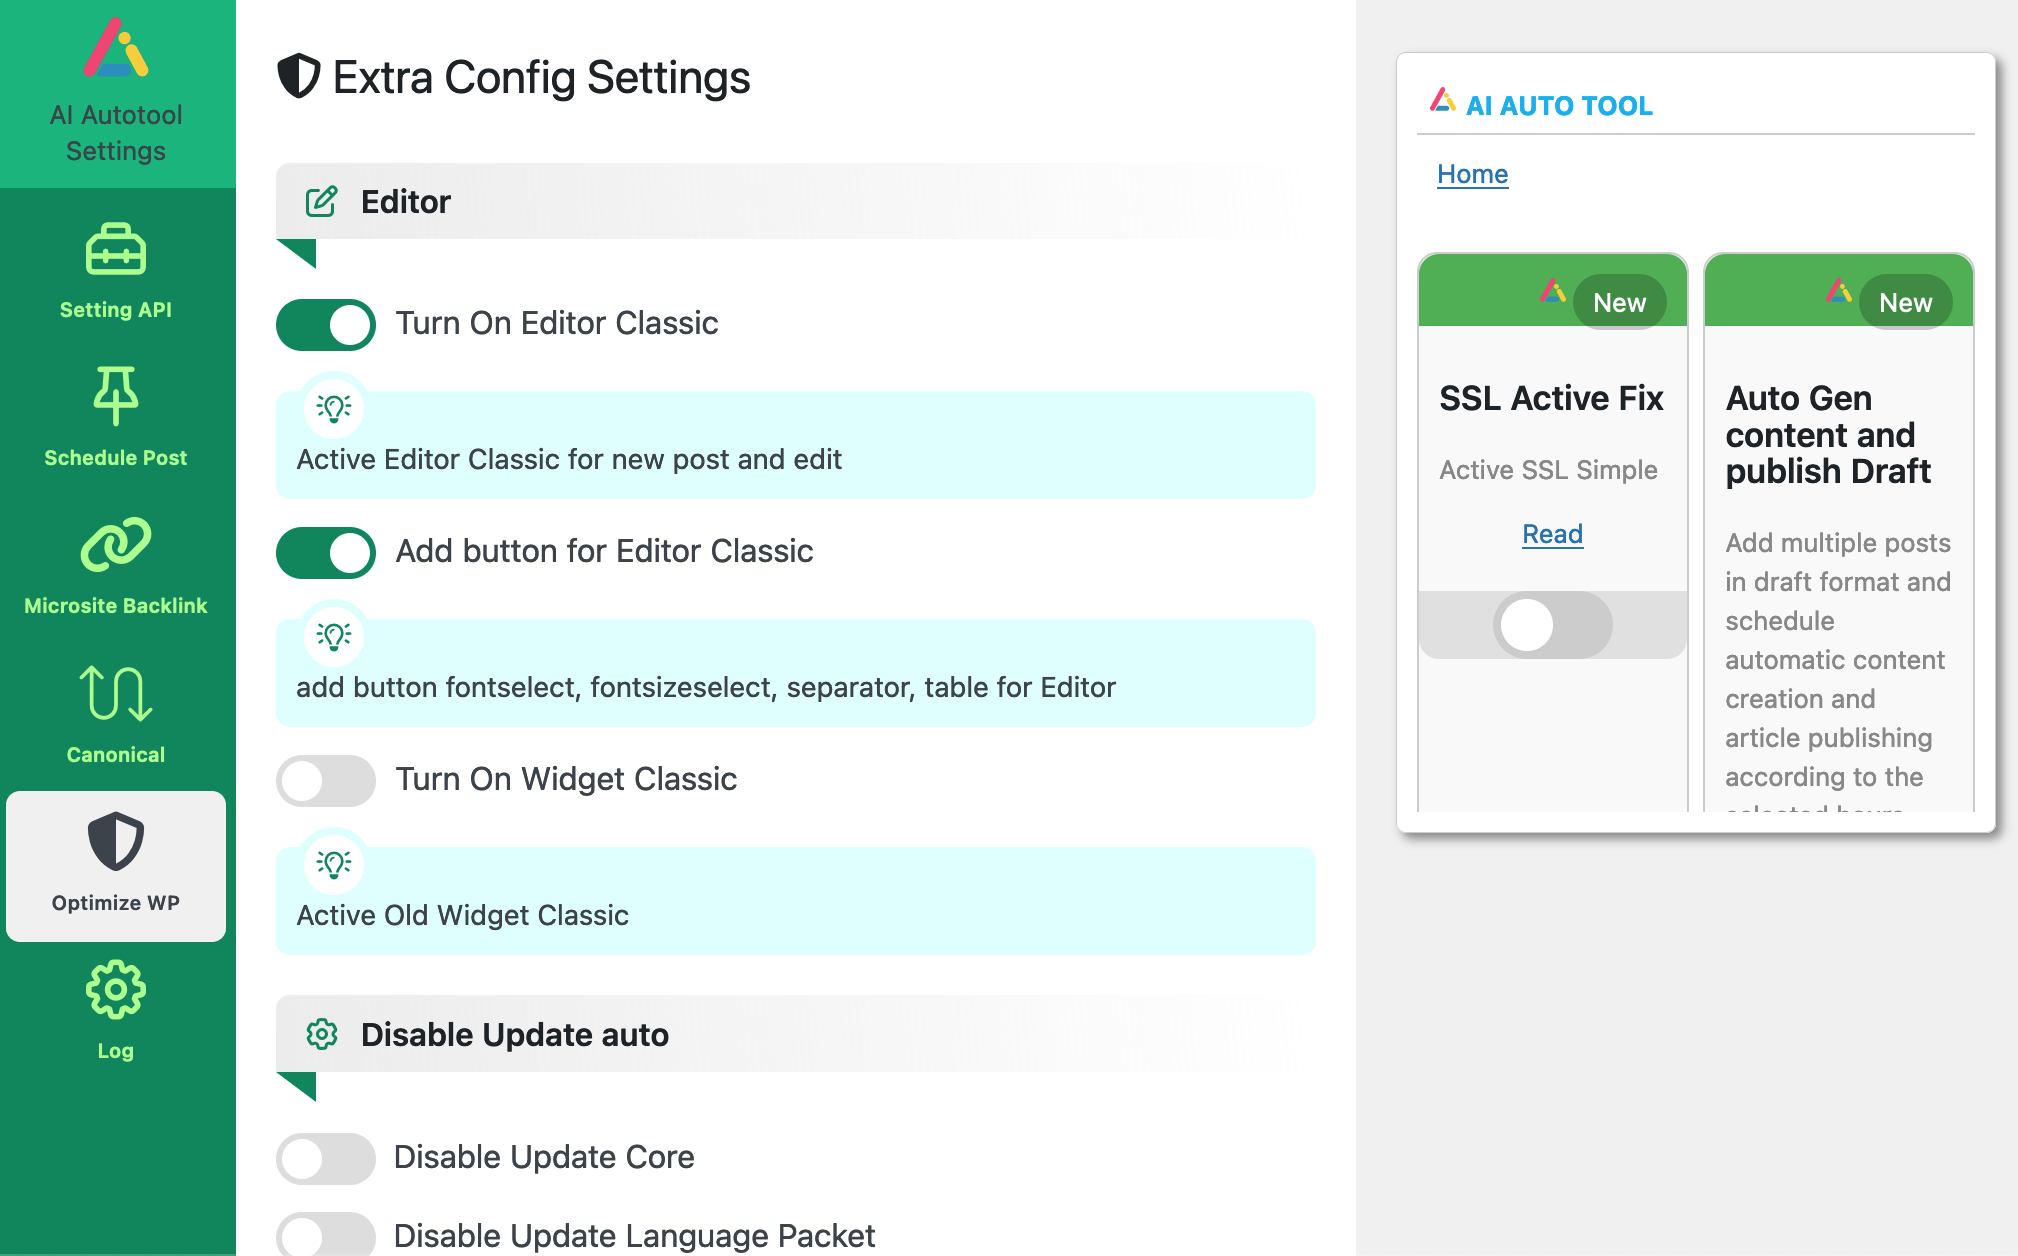 AI Autotool
Settings
Setting API
Schedule Post
Microsite Backlink
Canonical
Optimize WP
Log
Extra Config Settings
Editor
Turn On Editor Classic
Active Editor Classic for new post and edit
Add button for Editor Classic
add button fontselect, fontsizeselect, separator, table for Editor
Turn On Widget Classic
Active Old Widget Classic
Disable Update auto
Disable Update Core
Disable Update Language Packet
AI AUTO TOOL
Home
New
SSL Active Fix
Active SSL Simple
Read
New
Auto Gen
content and
publish Draft
Add multiple posts
in draft format and
schedule
automatic content
creation and
article publishing
according to the